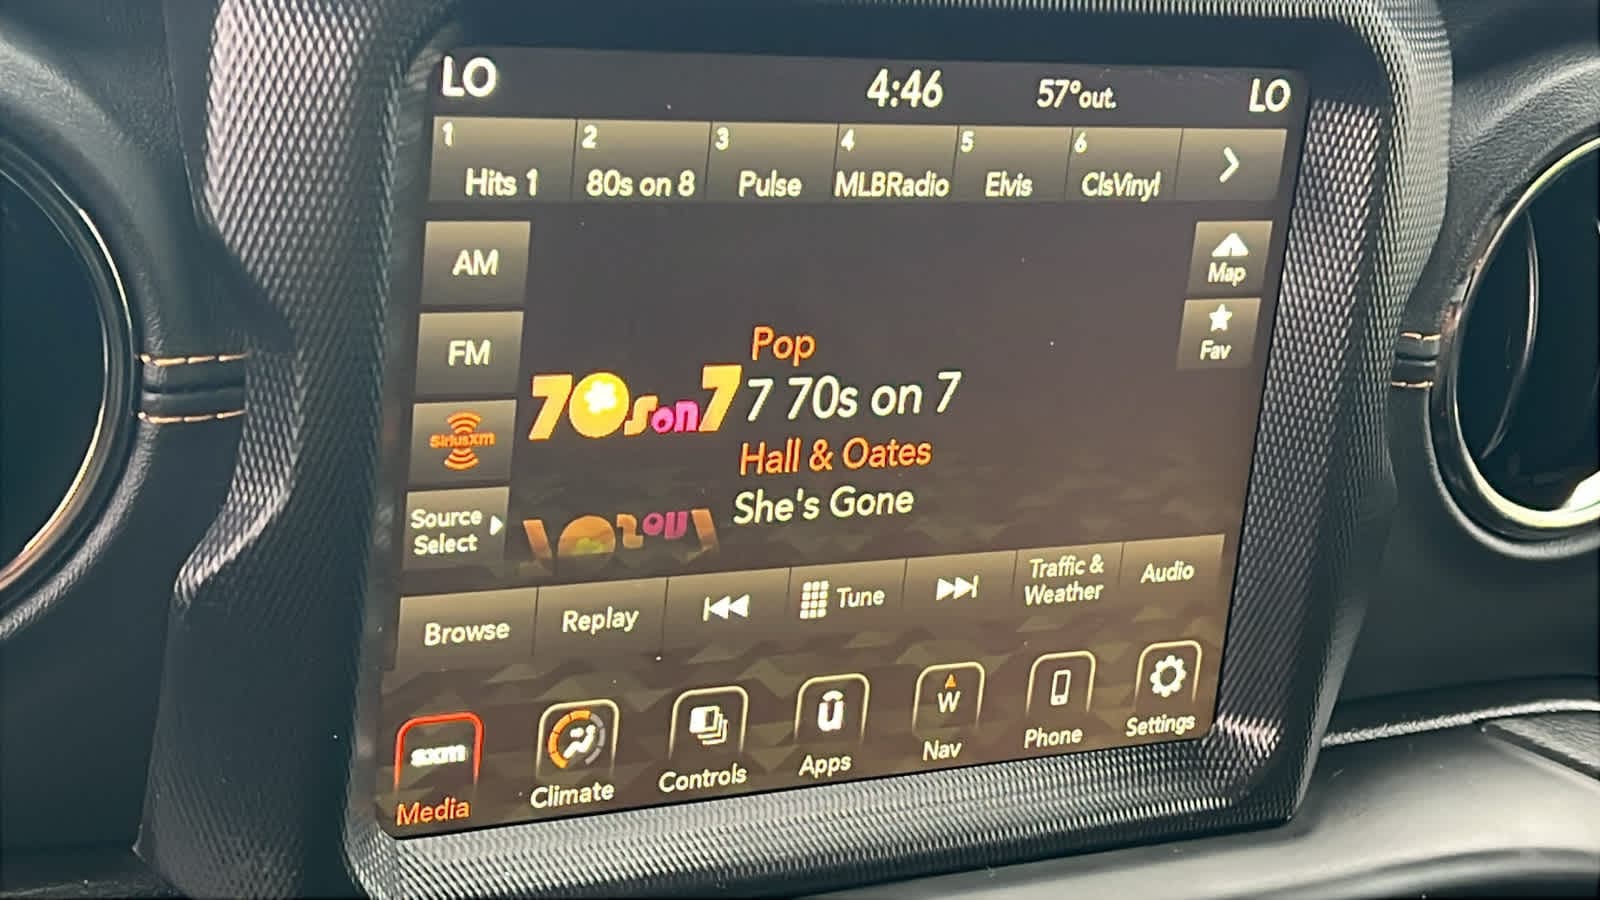 LO 4:46 57°out. LO
1 2 3 4 5 6
Hits 1 80s on 8 Pulse MLBRadio Elvis ClsVinyl
AM
Map
FM
Fav
Pop
70s on 7
7 70s on 7
siriusxm
Hall & Oates
She's Gone
Source
Select
Browse Replay Tune Traffic &
Weather
Audio
sxm
Media
Climate
Controls
u
Apps
W
Nav
Phone
Settings